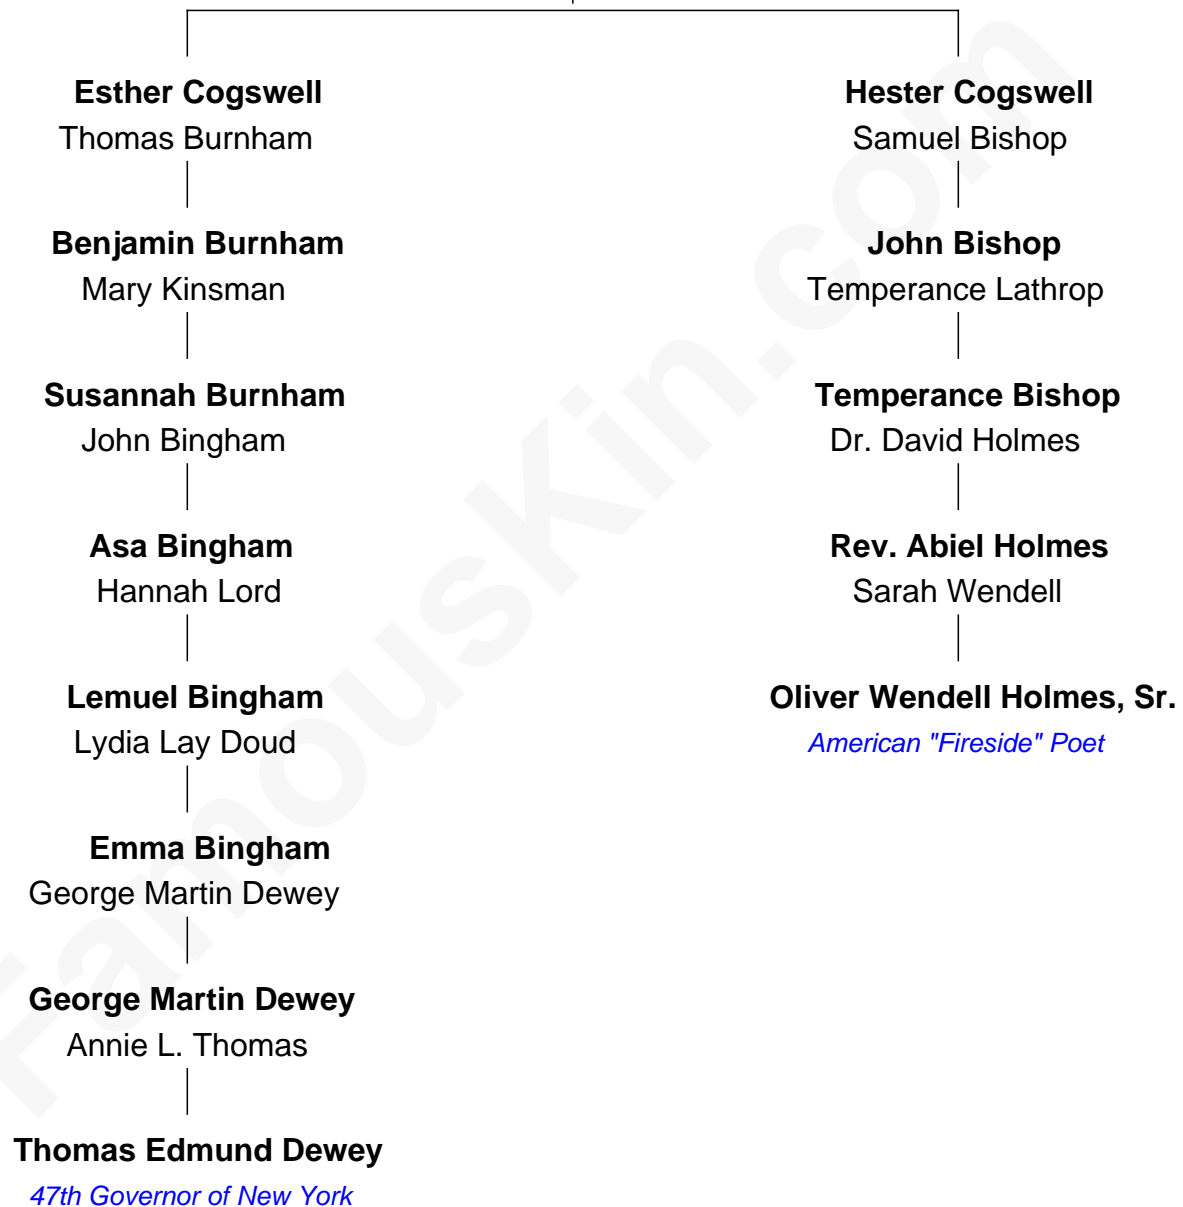 Esther Cogswell
Thomas Burnham
Benjamin Burnham
Mary Kinsman
Susannah Burnham
John Bingham
Asa Bingham
Hannah Lord
Lemuel Bingham
Lydia Lay Doud
Emma Bingham
George Martin Dewey
George Martin Dewey
Annie L. Thomas
Thomas Edmund Dewey
47th Governor of New York
Hester Cogswell
Samuel Bishop
John Bishop
Temperance Lathrop
Temperance Bishop
Dr. David Holmes
Rev. Abiel Holmes
Sarah Wendell
Oliver Wendell Holmes, Sr.
American "Fireside" Poet
FamousKin.com